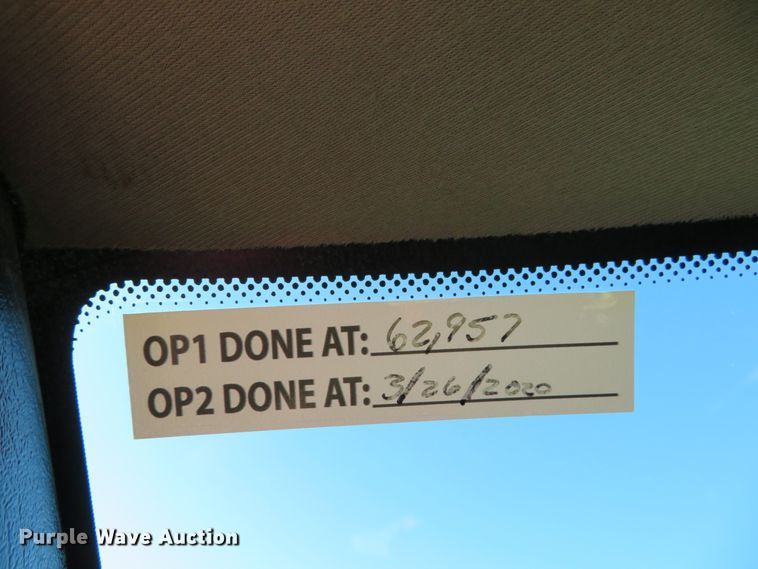 OP1 DONE AT: 62,957
OP2 DONE AT: 3/26/2020
Purple Wave Auction